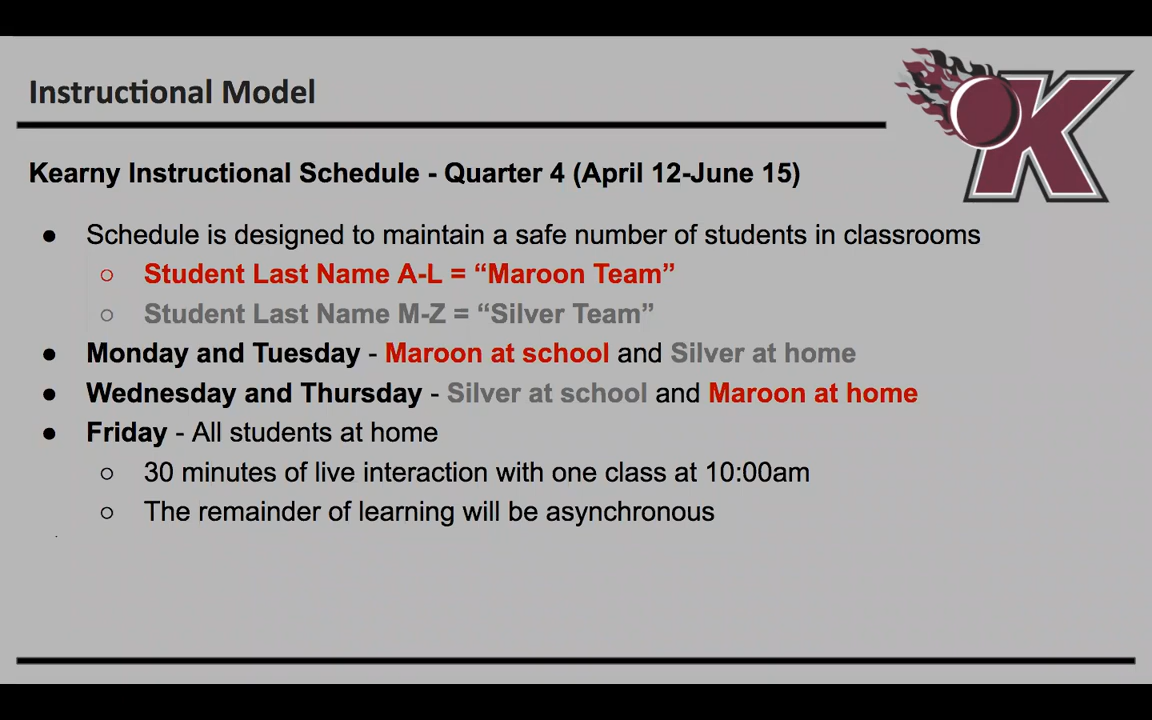 Instructional Model
K
Kearny Instructional Schedule - Quarter 4 (April 12-June 15)
● Schedule is designed to maintain a safe number of students in classrooms
○ Student Last Name A-L = “Maroon Team”
○ Student Last Name M-Z = “Silver Team”
● Monday and Tuesday - Maroon at school and Silver at home
● Wednesday and Thursday - Silver at school and Maroon at home
● Friday - All students at home
○ 30 minutes of live interaction with one class at 10:00am
○ The remainder of learning will be asynchronous